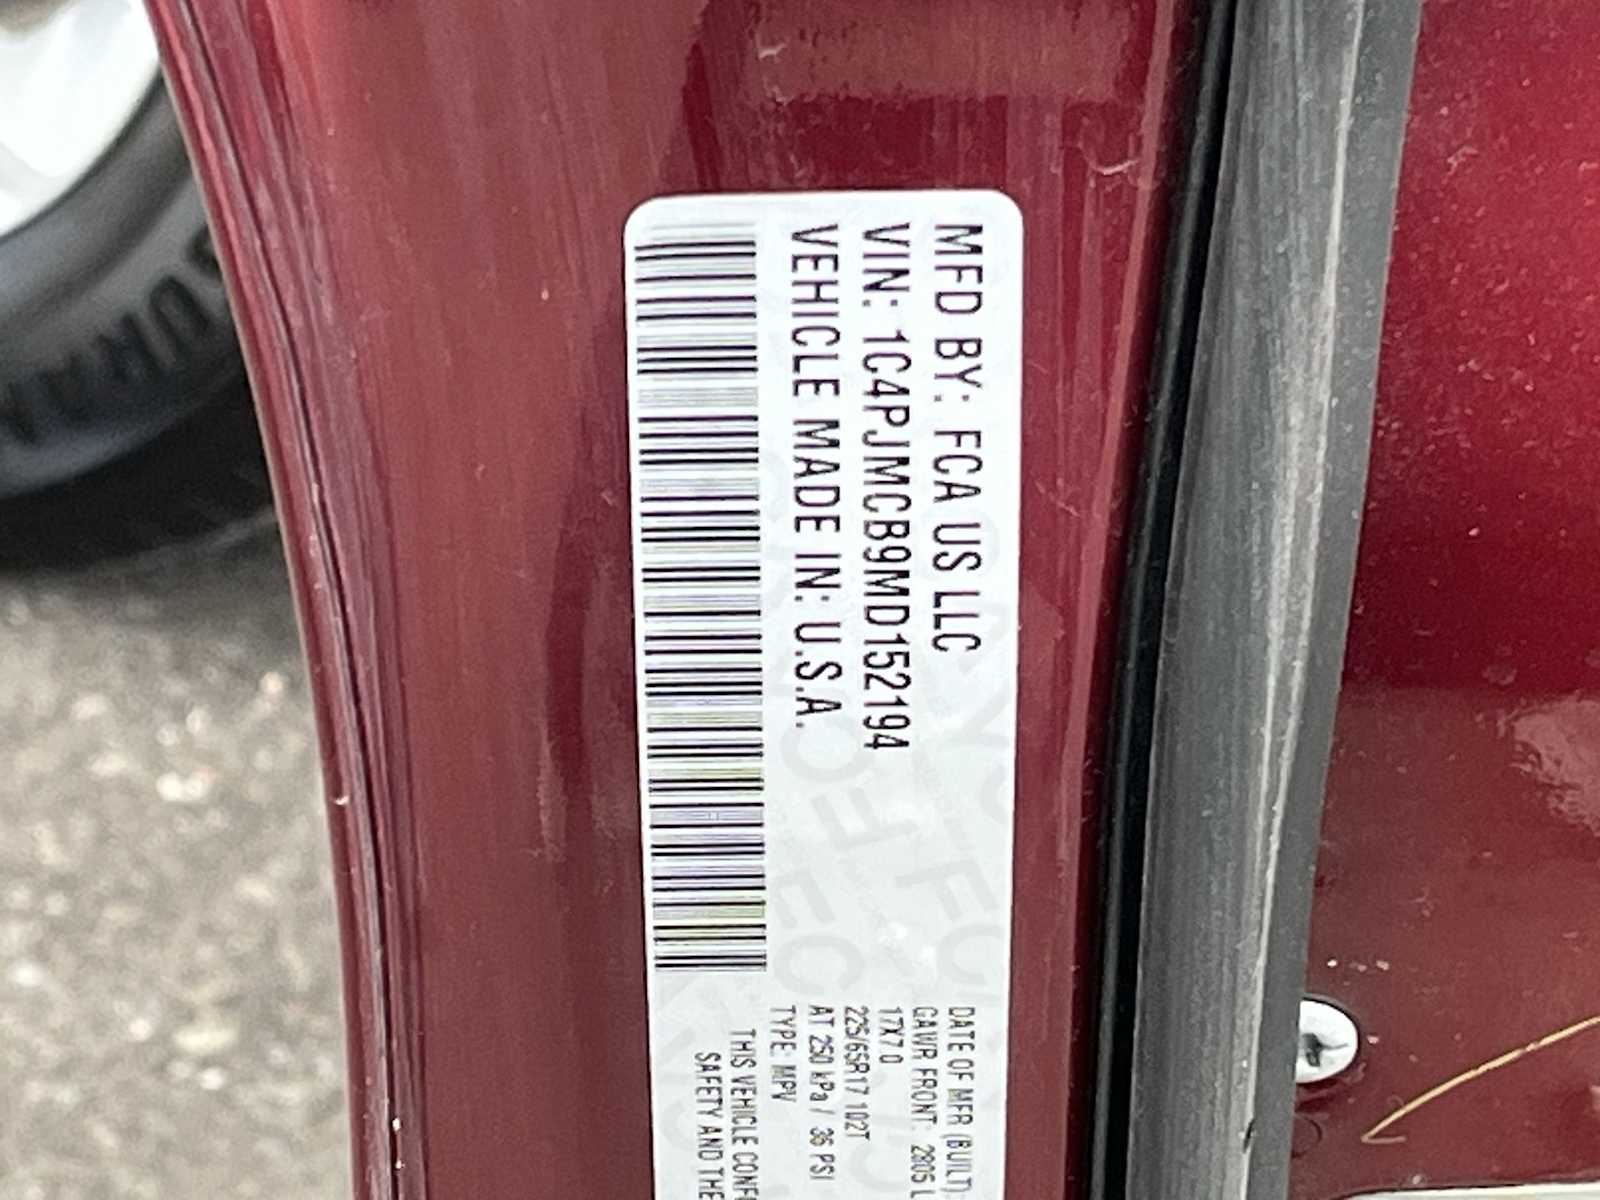 MFD BY: FCA US LLC
VIN: 1C4PJMCB9MD152194
VEHICLE MADE IN: U.S.A.
DATE OF MFR (BUILT):
GAWR FRONT: 2805 L
17X7.0
225/65R17 102T
AT 250 kPa / 36 PSI
TYPE: MPV
THIS VEHICLE CONF
SAFETY AND THE